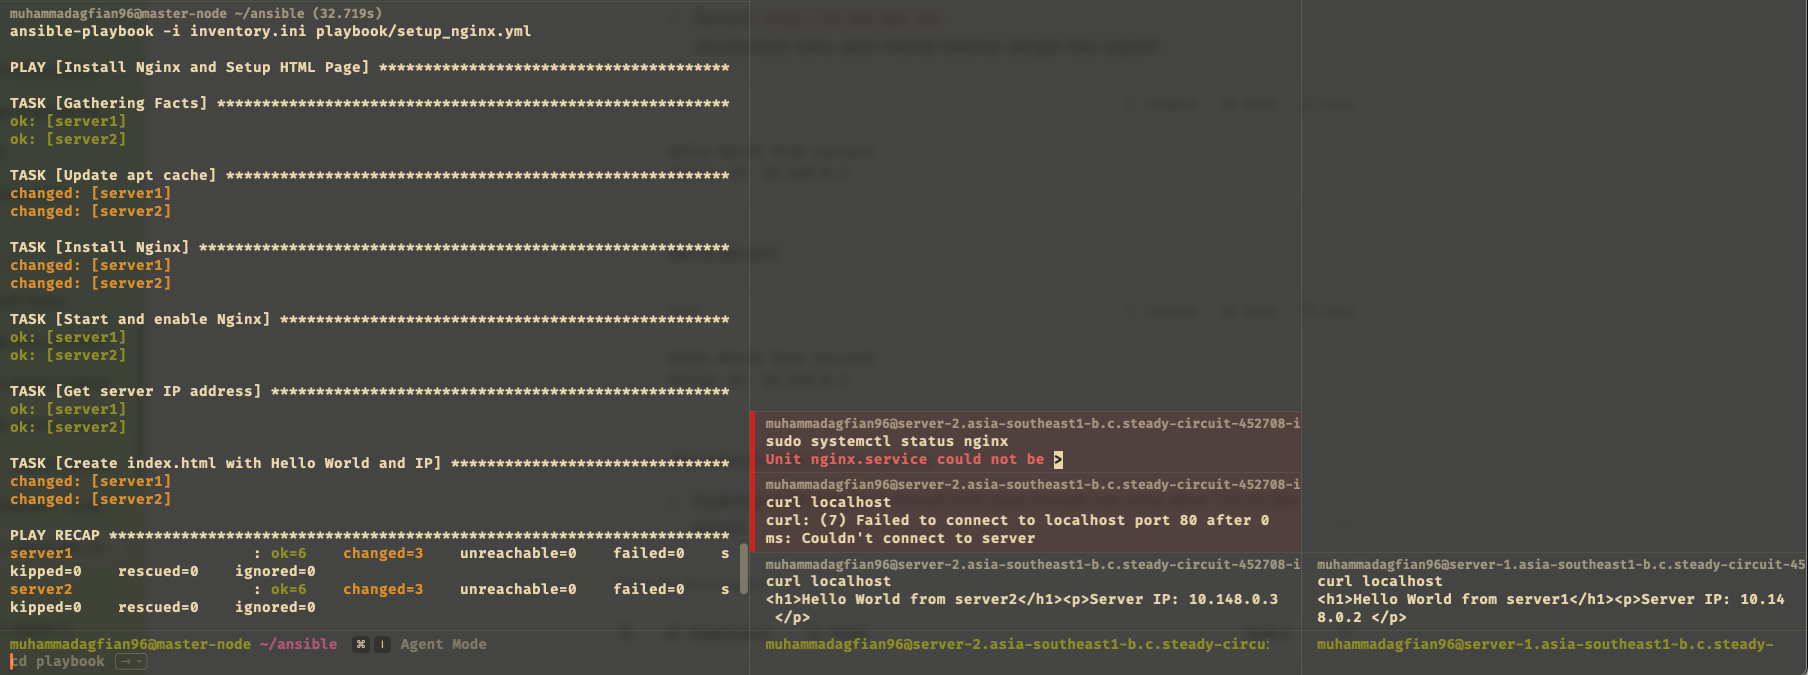 muhammadagfian96@master-node ~/ansible (32.719s)
ansible-playbook -i inventory.ini playbook/setup_nginx.yml
PLAY [Install Nginx and Setup HTML Page] ***************************************
TASK [Gathering Facts] *********************************************************
ok: [server1]
ok: [server2]
TASK [Update apt cache] ********************************************************
changed: [server1]
changed: [server2]
TASK [Install Nginx] ***********************************************************
changed: [server1]
changed: [server2]
TASK [Start and enable Nginx] **************************************************
ok: [server1]
ok: [server2]
TASK [Get server IP address] ***************************************************
ok: [server1]
ok: [server2]
TASK [Create index.html with Hello World and IP] *******************************
changed: [server1]
changed: [server2]
PLAY RECAP *********************************************************************
server1                    : ok=6    changed=3    unreachable=0    failed=0    s
kipped=0    rescued=0    ignored=0
server2                    : ok=6    changed=3    unreachable=0    failed=0    s
kipped=0    rescued=0    ignored=0
muhammadagfian96@master-node ~/ansible ⌘ I Agent Mode
cd playbook →
muhammadagfian96@server-2.asia-southeast1-b.c.steady-circuit-452708-i
sudo systemctl status nginx
Unit nginx.service could not be >
muhammadagfian96@server-2.asia-southeast1-b.c.steady-circuit-452708-i
curl localhost
curl: (7) Failed to connect to localhost port 80 after 0
ms: Couldn't connect to server
muhammadagfian96@server-2.asia-southeast1-b.c.steady-circuit-452708-i
curl localhost
<h1>Hello World from server2</h1><p>Server IP: 10.148.0.3
</p>
muhammadagfian96@server-2.asia-southeast1-b.c.steady-circu
muhammadagfian96@server-1.asia-southeast1-b.c.steady-circuit-45
curl localhost
<h1>Hello World from server1</h1><p>Server IP: 10.14
8.0.2 </p>
muhammadagfian96@server-1.asia-southeast1-b.c.steady-